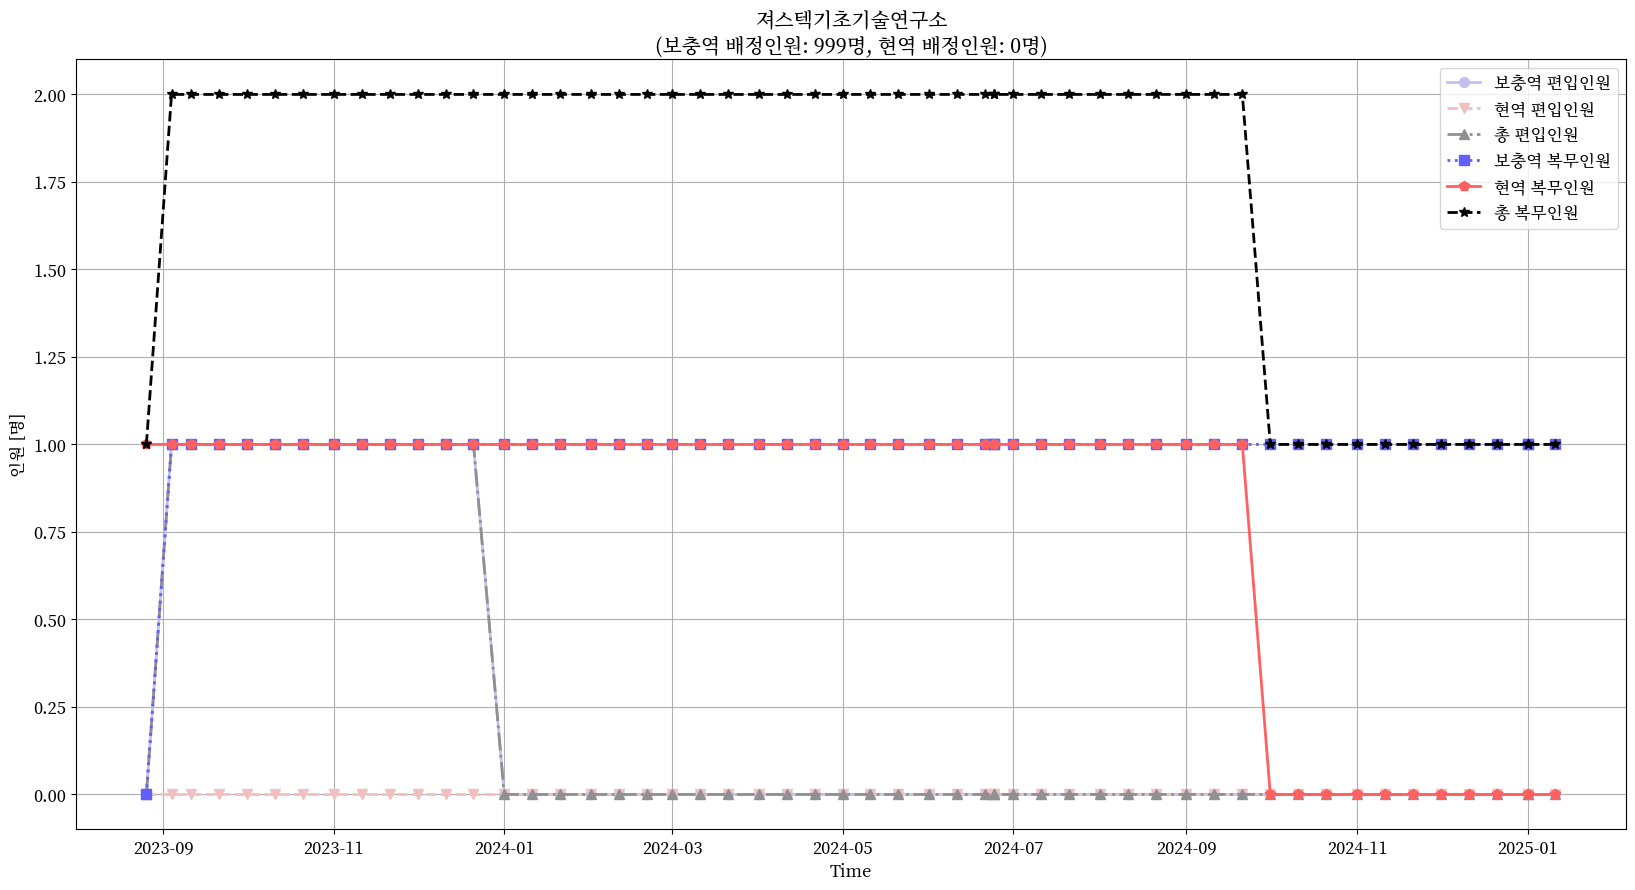 져스텍기초기술연구소
(보충역 배정인원: 999명, 현역 배정인원: 0명)
보충역 편입인원
현역 편입인원
총 편입인원
보충역 복무인원
현역 복무인원
총 복무인원
2.00
1.75
1.50
1.25
1.00
0.75
0.50
0.25
0.00
인원 [명]
2023-09
2023-11
2024-01
2024-03
2024-05
2024-07
2024-09
2024-11
2025-01
Time